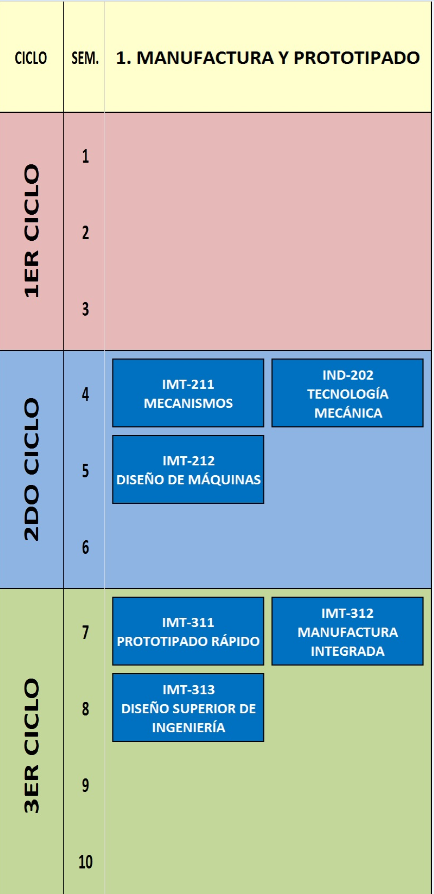 CICLO
SEM.
1. MANUFACTURA Y PROTOTIPADO
1ER CICLO
1
2
3
2DO CICLO
4
IMT-211
MECANISMOS
IND-202
TECNOLOGÍA
MECÁNICA
5
IMT-212
DISEÑO DE MÁQUINAS
6
3ER CICLO
7
IMT-311
PROTOTIPADO RÁPIDO
IMT-312
MANUFACTURA
INTEGRADA
8
IMT-313
DISEÑO SUPERIOR DE
INGENIERÍA
9
10